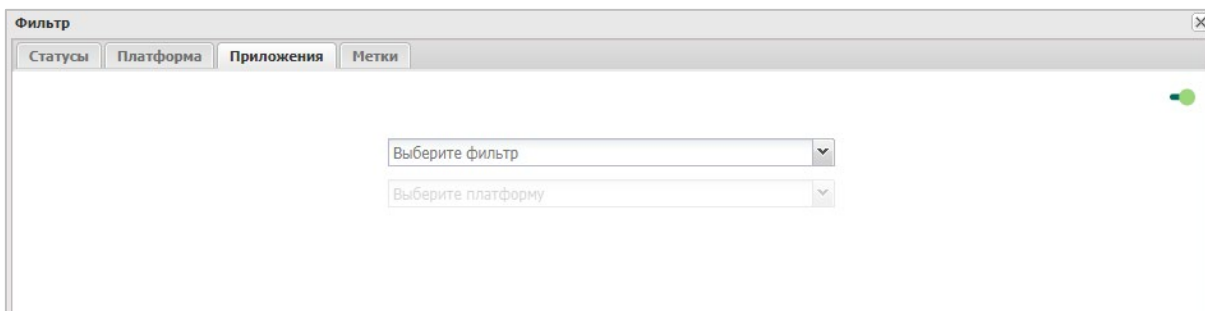 Фильтр
Статусы Платформа Приложения Метки
Выберите фильтр
Выберите платформу